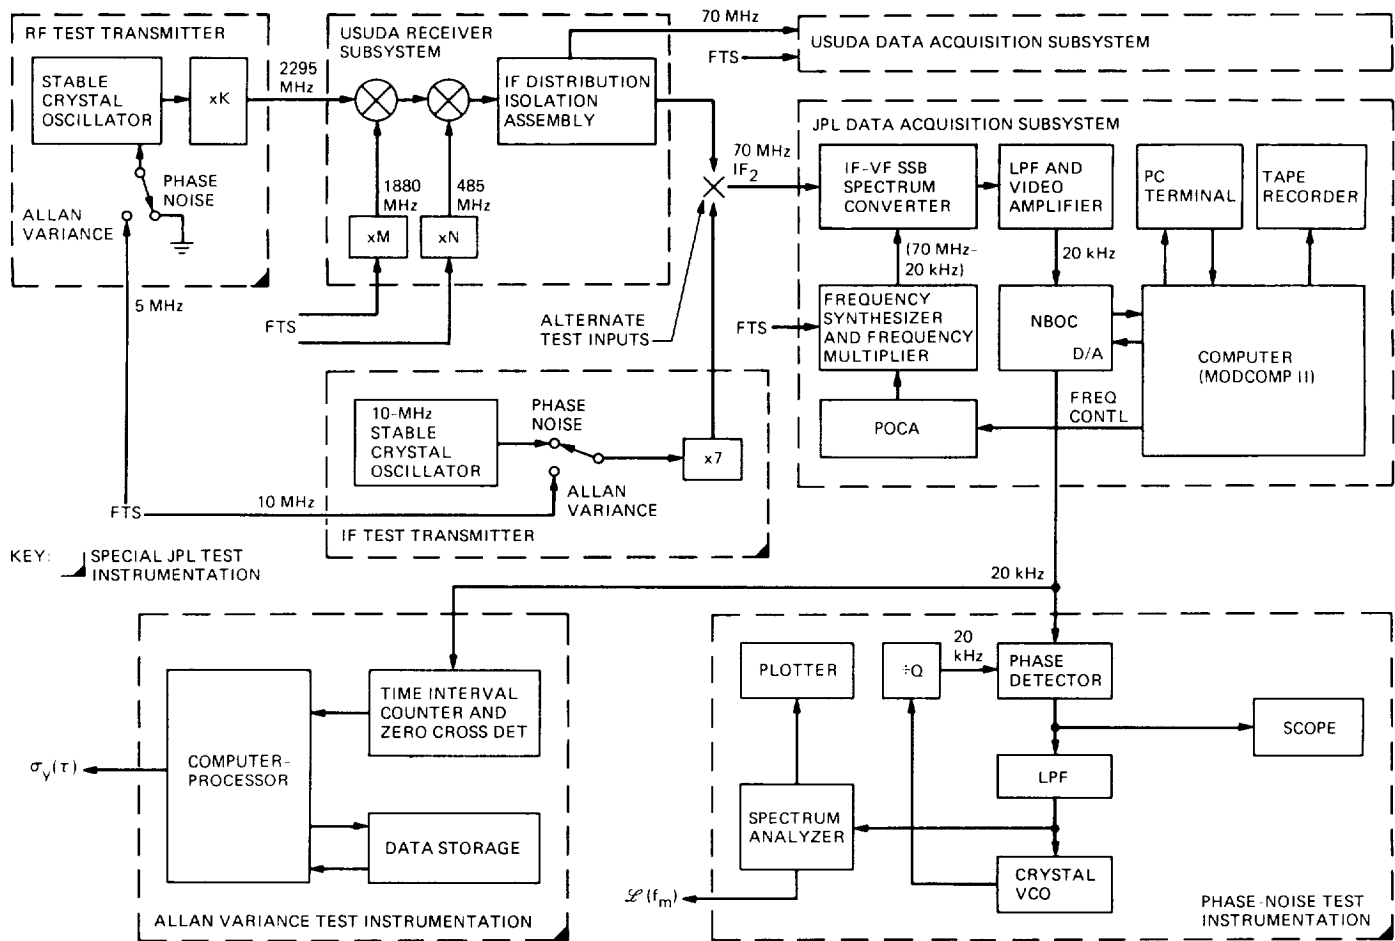 RF TEST TRANSMITTER
STABLE
CRYSTAL
OSCILLATOR
xK
2295
MHz
PHASE
NOISE
ALLAN
VARIANCE
5 MHz
USUDA RECEIVER
SUBSYSTEM
IF DISTRIBUTION
ISOLATION
ASSEMBLY
1880
MHz
485
MHz
xM
xN
FTS
70 MHz
FTS
USUDA DATA ACQUISITION SUBSYSTEM
70 MHz
IF2
ALTERNATE
TEST INPUTS
JPL DATA ACQUISITION SUBSYSTEM
IF-VF SSB
SPECTRUM
CONVERTER
LPF AND
VIDEO
AMPLIFIER
PC
TERMINAL
TAPE
RECORDER
(70 MHz-
20 kHz)
20 kHz
FTS
FREQUENCY
SYNTHESIZER
AND FREQUENCY
MULTIPLIER
NBOC
D/A
COMPUTER
(MODCOMP II)
POCA
FREQ
CONTL
10-MHz
STABLE
CRYSTAL
OSCILLATOR
PHASE
NOISE
x7
ALLAN
VARIANCE
FTS
10 MHz
IF TEST TRANSMITTER
KEY:
SPECIAL JPL TEST
INSTRUMENTATION
20 kHz
COMPUTER-
PROCESSOR
TIME INTERVAL
COUNTER AND
ZERO CROSS DET
σy(τ)
DATA STORAGE
ALLAN VARIANCE TEST INSTRUMENTATION
PLOTTER
÷Q
20
kHz
PHASE
DETECTOR
SCOPE
LPF
SPECTRUM
ANALYZER
CRYSTAL
VCO
ℒ(fm)
PHASE-NOISE TEST
INSTRUMENTATION